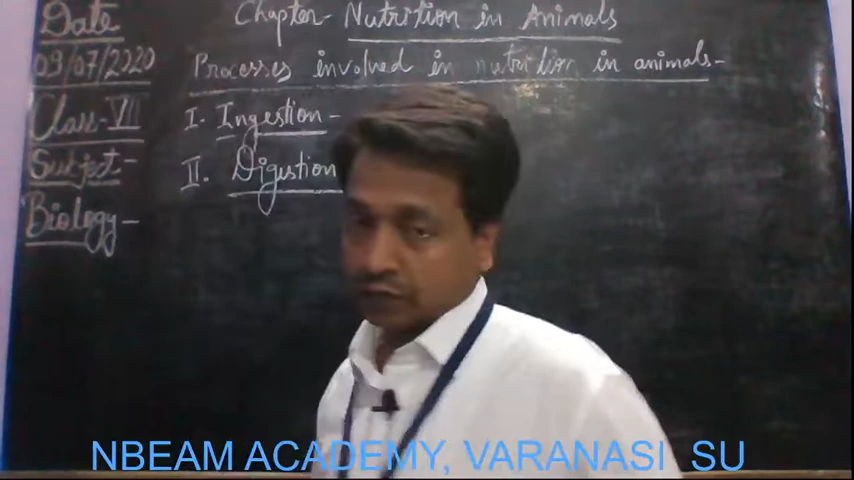 Date
09/07/2020
Class-VII
Subject-
Biology-
Chapter- Nutrition in Animals
Processes involved in nutrition in animals-
I. Ingestion-
II. Digestion
NBEAM ACADEMY, VARANASI SU